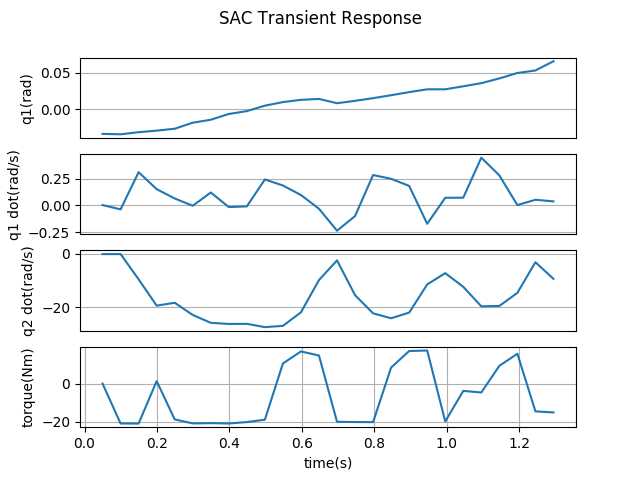 SAC Transient Response
0.05
0.00
q1(rad)
0.25
0.00
−0.25
q1 dot(rad/s)
0
−20
q2 dot(rad/s)
0
−20
torque(Nm)
0.0 0.2 0.4 0.6 0.8 1.0 1.2
time(s)